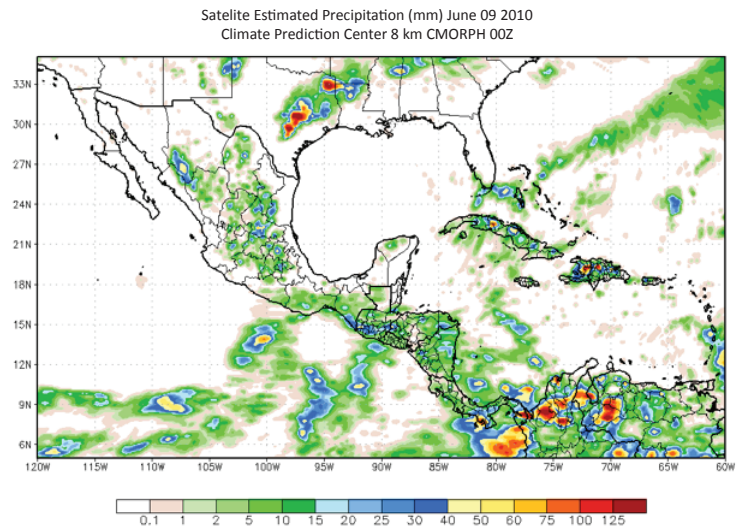 Satelite Estimated Precipitation (mm) June 09 2010
Climate Prediction Center 8 km CMORPH 00Z
33N
30N
27N
24N
21N
18N
15N
12N
9N
6N
120W 115W 110W 105W 100W 95W 90W 85W 80W 75W 70W 65W 60W
0.1 1 2 5 10 15 20 25 30 40 50 60 75 100 125